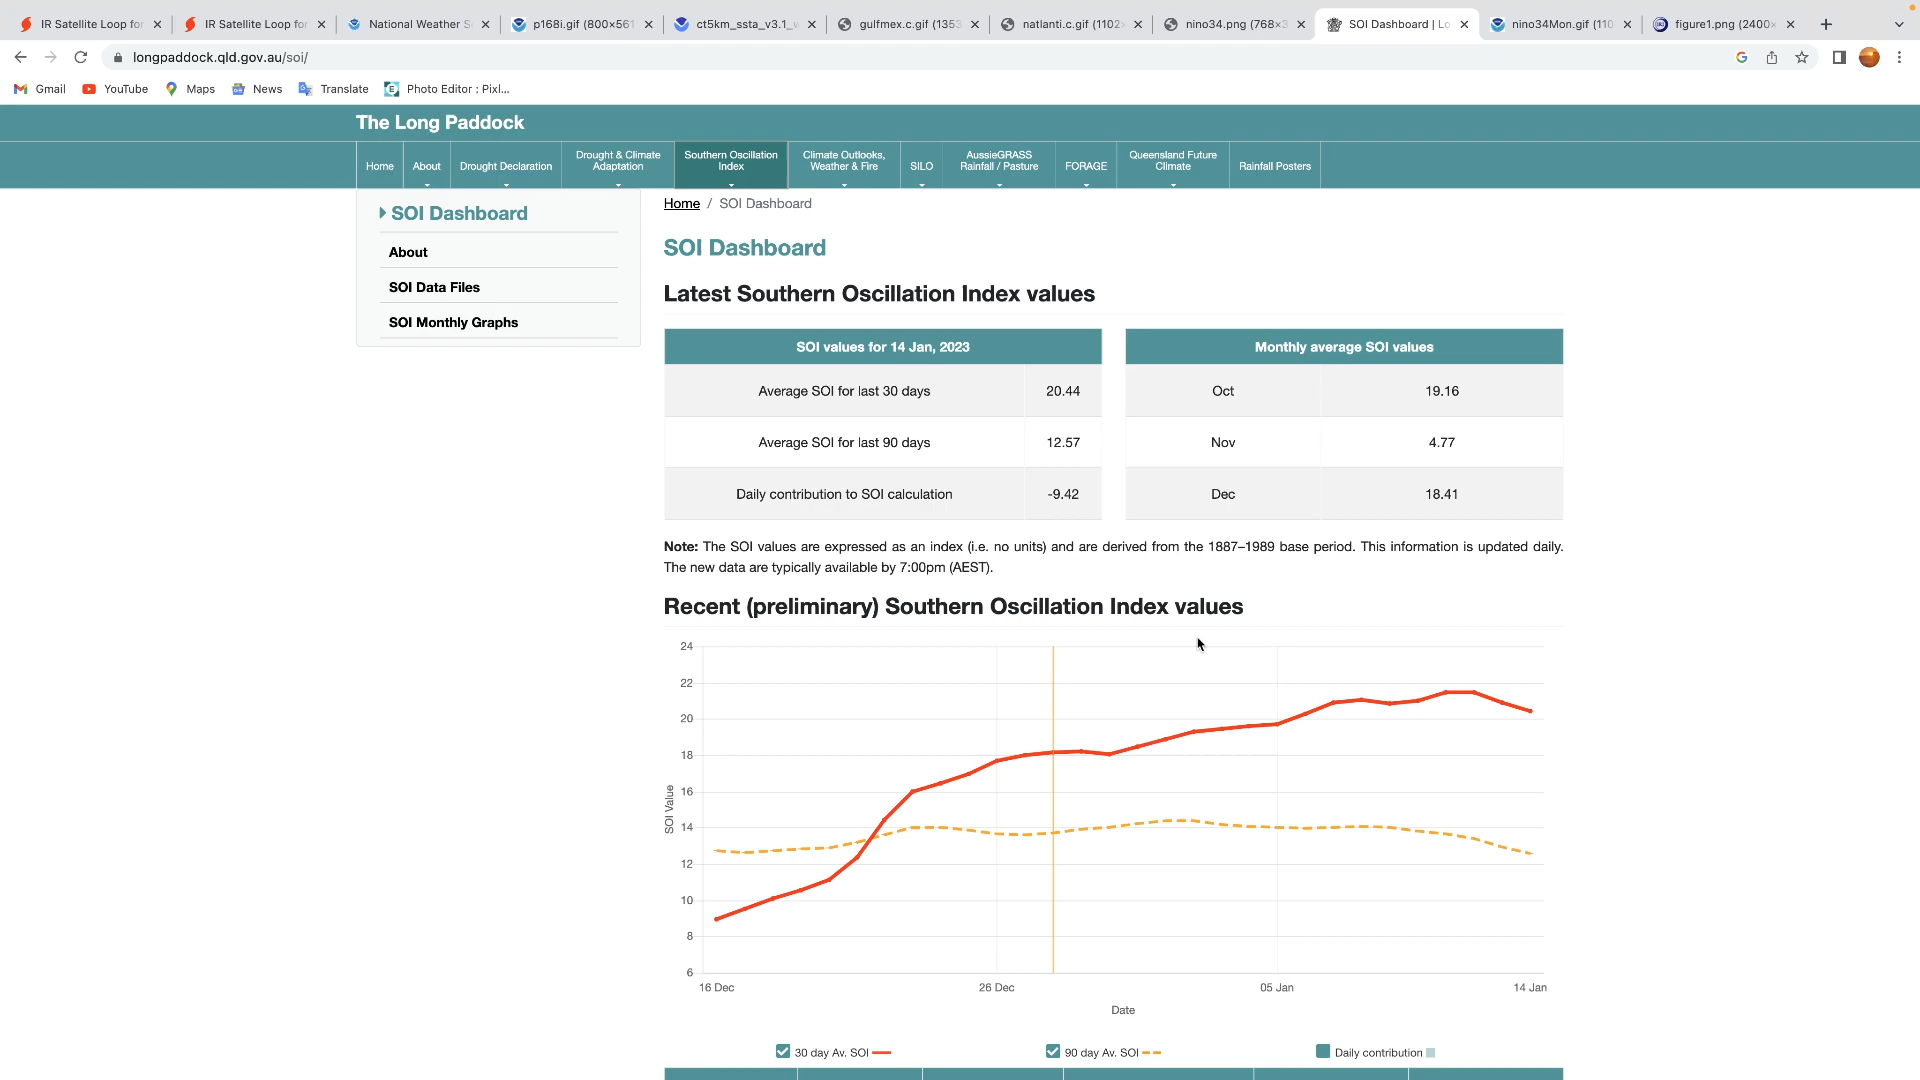 IR Satellite Loop for
IR Satellite Loop for
National Weather S
p168i.gif (800×561
ct5km_ssta_v3.1_
gulfmex.c.gif (1353
natlanti.c.gif (1102
nino34.png (768×3
SOI Dashboard | Lo
nino34Mon.gif (110
figure1.png (2400×
longpaddock.qld.gov.au/soi/
Gmail
YouTube
Maps
News
Translate
Photo Editor : Pixl...
The Long Paddock
Home
About
Drought Declaration
Drought & Climate
Adaptation
Southern Oscillation
Index
Climate Outlooks,
Weather & Fire
SILO
AussieGRASS
Rainfall / Pasture
FORAGE
Queensland Future
Climate
Rainfall Posters
SOI Dashboard
About
SOI Data Files
SOI Monthly Graphs
Home / SOI Dashboard
SOI Dashboard
Latest Southern Oscillation Index values
SOI values for 14 Jan, 2023
Average SOI for last 30 days 20.44
Average SOI for last 90 days 12.57
Daily contribution to SOI calculation -9.42
Monthly average SOI values
Oct 19.16
Nov 4.77
Dec 18.41
Note: The SOI values are expressed as an index (i.e. no units) and are derived from the 1887–1989 base period. This information is updated daily.
The new data are typically available by 7:00pm (AEST).
Recent (preliminary) Southern Oscillation Index values
24
22
20
18
16
14
12
10
8
6
SOI Value
16 Dec
26 Dec
05 Jan
14 Jan
Date
30 day Av. SOI
90 day Av. SOI
Daily contribution